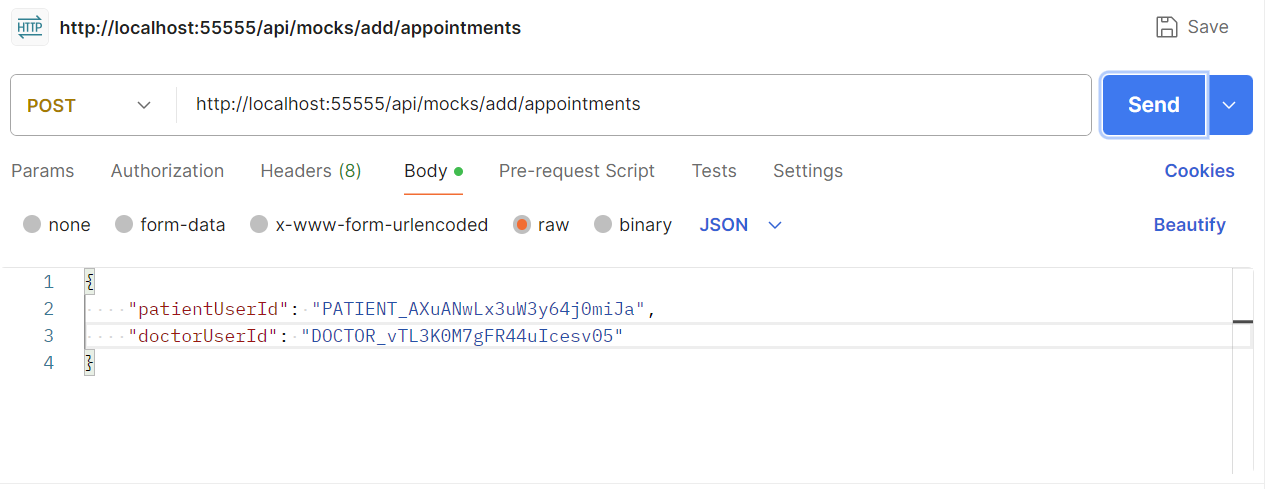 HTTP http://localhost:55555/api/mocks/add/appointments Save
POST http://localhost:55555/api/mocks/add/appointments Send
Params Authorization Headers (8) Body Pre-request Script Tests Settings Cookies
none form-data x-www-form-urlencoded raw binary JSON Beautify
1 {
2 "patientUserId": "PATIENT_AXuANwLx3uW3y64j0miJa",
3 "doctorUserId": "DOCTOR_vTL3K0M7gFR44uIcesv05"
4 }